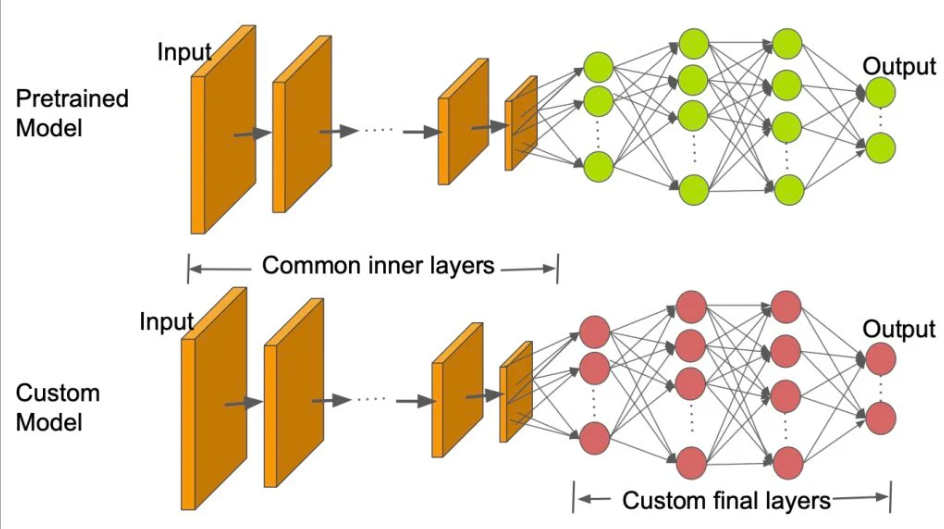 Input
Output
Pretrained
Model
Common inner layers
Input
Output
Custom
Model
Custom final layers